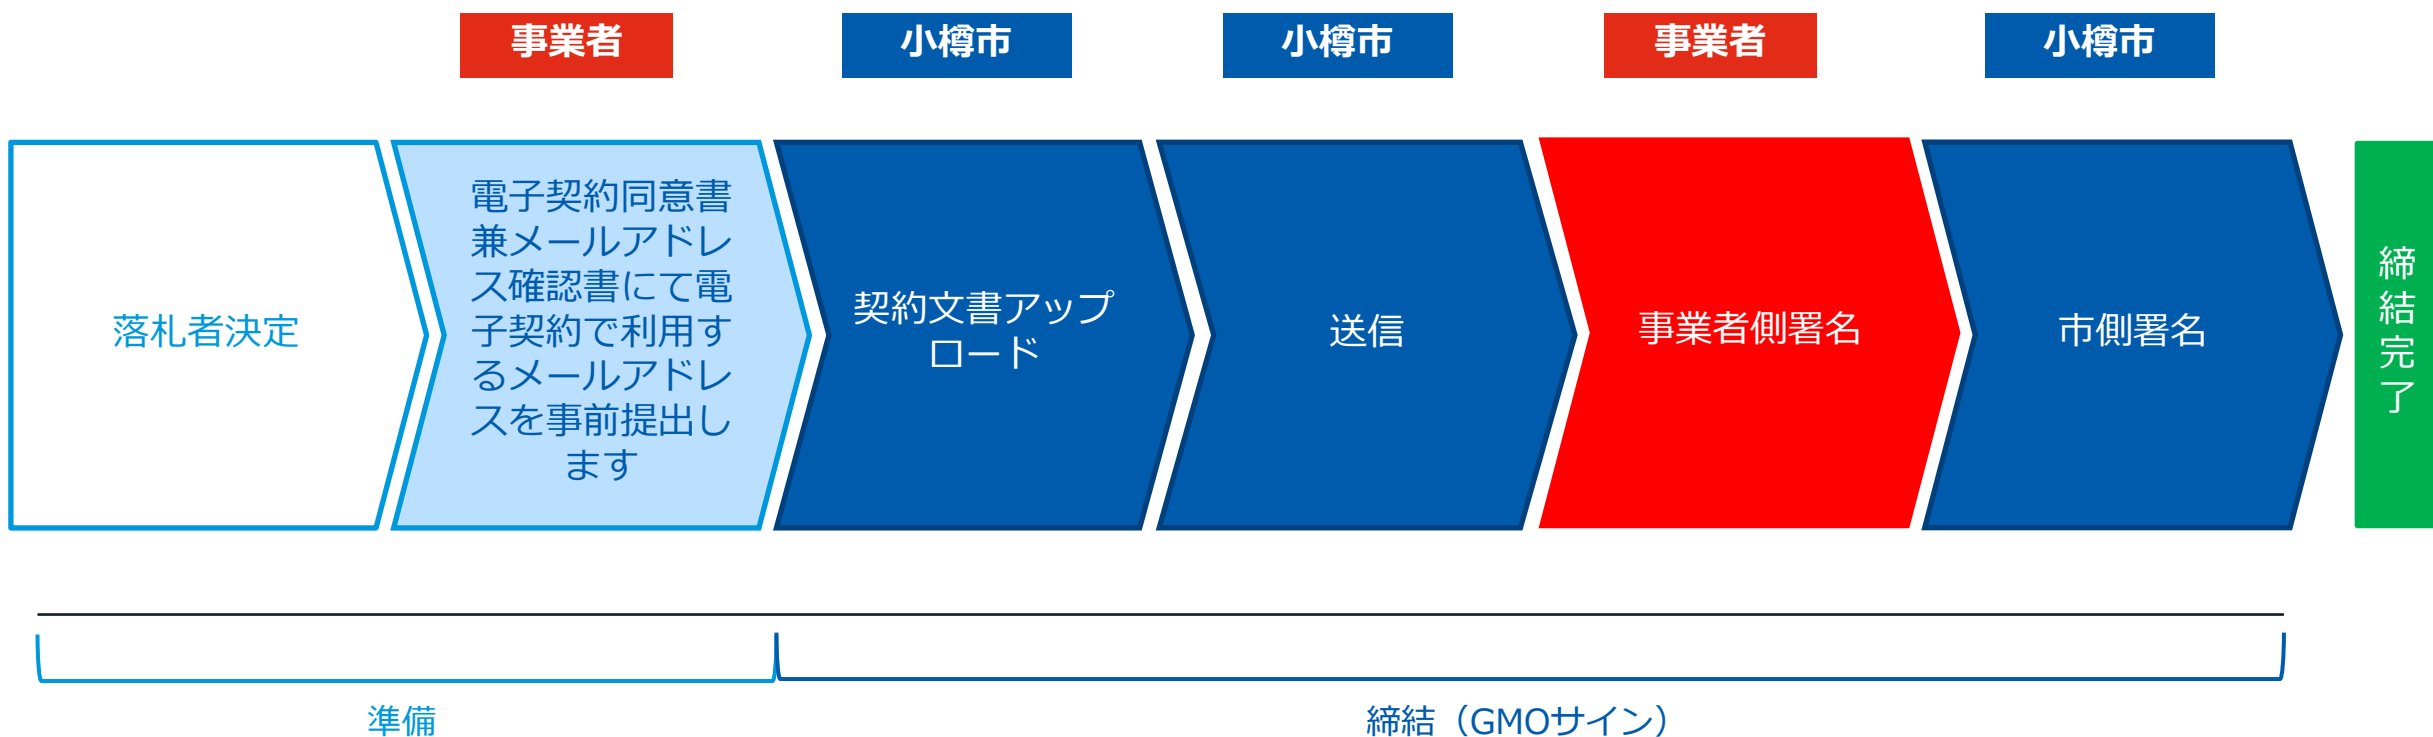 事業者
小樽市
小樽市
事業者
小樽市
落札者決定
電子契約同意書
兼メールアドレ
ス確認書にて電
子契約で利用す
るメールアドレ
スを事前提出し
ます
契約文書アップ
ロード
送信
事業者側署名
市側署名
締結完了
準備
締結（GMOサイン）